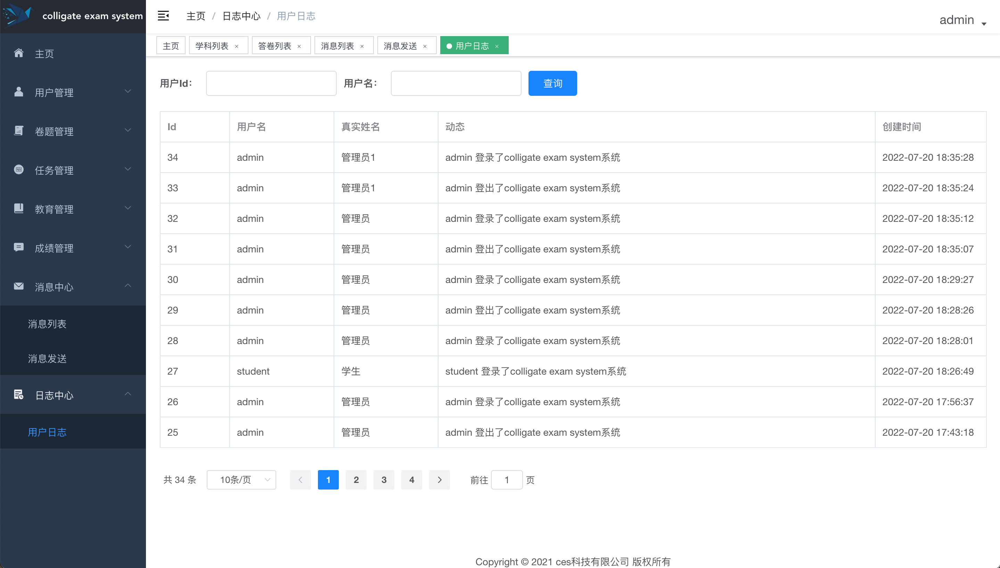 colligate exam system
主页 / 日志中心 / 用户日志
admin
主页
学科列表 ×
答卷列表 ×
消息列表 ×
消息发送 ×
用户日志 ×
主页
用户管理
卷题管理
任务管理
教育管理
成绩管理
消息中心
消息列表
消息发送
日志中心
用户日志
用户Id： 用户名： 查询
Id 用户名 真实姓名 动态 创建时间
34 admin 管理员1 admin 登录了colligate exam system系统 2022-07-20 18:35:28
33 admin 管理员1 admin 登出了colligate exam system系统 2022-07-20 18:35:24
32 admin 管理员 admin 登录了colligate exam system系统 2022-07-20 18:35:12
31 admin 管理员 admin 登出了colligate exam system系统 2022-07-20 18:35:07
30 admin 管理员 admin 登录了colligate exam system系统 2022-07-20 18:29:27
29 admin 管理员 admin 登出了colligate exam system系统 2022-07-20 18:28:26
28 admin 管理员 admin 登录了colligate exam system系统 2022-07-20 18:28:01
27 student 学生 student 登录了colligate exam system系统 2022-07-20 18:26:49
26 admin 管理员 admin 登录了colligate exam system系统 2022-07-20 17:56:37
25 admin 管理员 admin 登出了colligate exam system系统 2022-07-20 17:43:18
共 34 条 10条/页 1 2 3 4 前往 1 页
Copyright © 2021 ces科技有限公司 版权所有